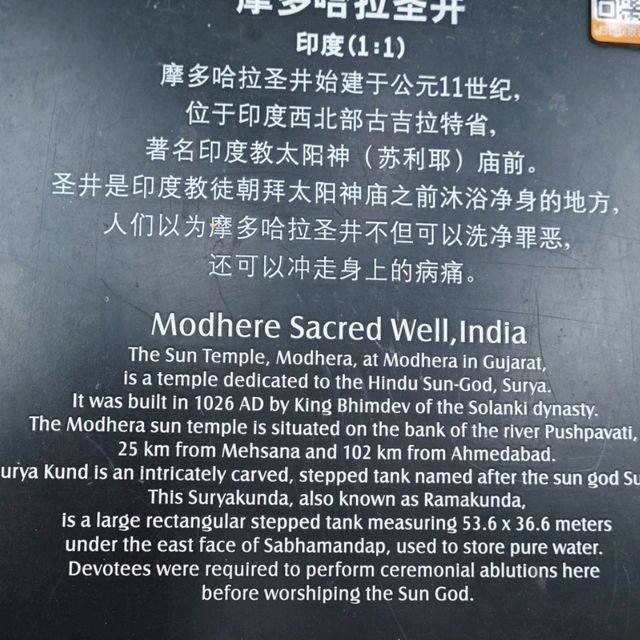 摩多哈拉圣井
印度(1:1)
摩多哈拉圣井始建于公元11世纪，
位于印度西北部古吉拉特省，
著名印度教太阳神（苏利耶）庙前。
圣井是印度教徒朝拜太阳神庙之前沐浴净身的地方，
人们以为摩多哈拉圣井不但可以洗净罪恶，
还可以冲走身上的病痛。
Modhere Sacred Well,India
The Sun Temple, Modhera, at Modhera in Gujarat,
is a temple dedicated to the Hindu Sun-God, Surya.
It was built in 1026 AD by King Bhimdev of the Solanki dynasty.
The Modhera sun temple is situated on the bank of the river Pushpavati,
25 km from Mehsana and 102 km from Ahmedabad.
urya Kund is an intricately carved, stepped tank named after the sun god Su
This Suryakunda, also known as Ramakunda,
is a large rectangular stepped tank measuring 53.6 x 36.6 meters
under the east face of Sabhamandap, used to store pure water.
Devotees were required to perform ceremonial ablutions here
before worshiping the Sun God.